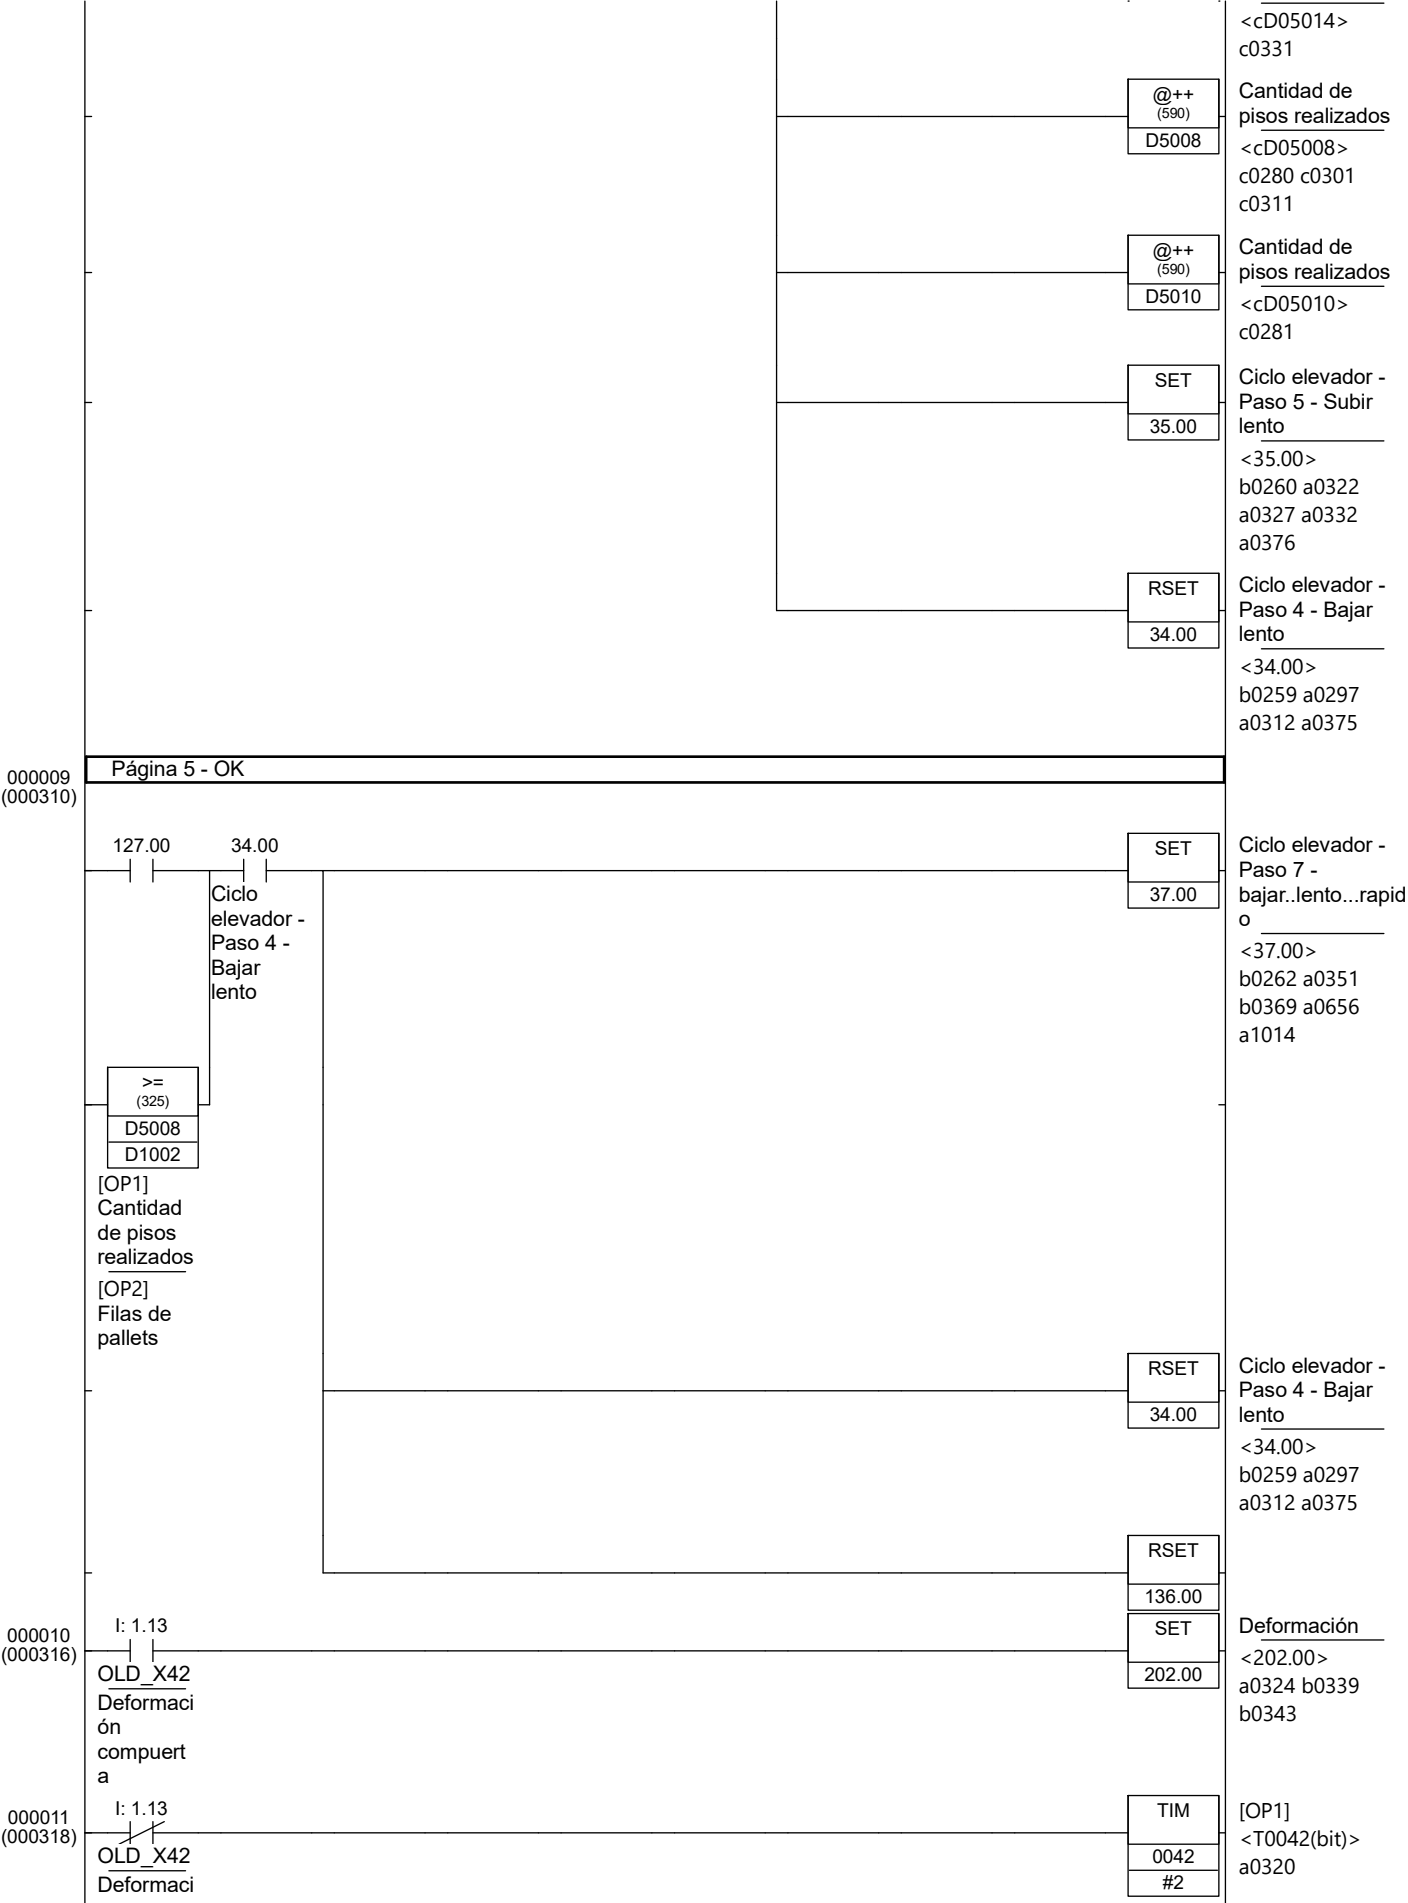 <cD05014>
c0331
@++
(590)
D5008
Cantidad de
pisos realizados
<cD05008>
c0280 c0301
c0311
@++
(590)
D5010
Cantidad de
pisos realizados
<cD05010>
c0281
SET
35.00
Ciclo elevador -
Paso 5 - Subir
lento
<35.00>
b0260 a0322
a0327 a0332
a0376
RSET
34.00
Ciclo elevador -
Paso 4 - Bajar
lento
<34.00>
b0259 a0297
a0312 a0375
000009
(000310)
Página 5 - OK
127.00
34.00
Ciclo
elevador -
Paso 4 -
Bajar
lento
SET
37.00
Ciclo elevador -
Paso 7 -
bajar..lento...rapid
o
<37.00>
b0262 a0351
b0369 a0656
a1014
>=
(325)
D5008
D1002
[OP1]
Cantidad
de pisos
realizados
[OP2]
Filas de
pallets
RSET
34.00
Ciclo elevador -
Paso 4 - Bajar
lento
<34.00>
b0259 a0297
a0312 a0375
RSET
136.00
000010
(000316)
I: 1.13
OLD_X42
Deformaci
ón
compuert
a
SET
202.00
Deformación
<202.00>
a0324 b0339
b0343
000011
(000318)
I: 1.13
OLD_X42
Deformaci
TIM
0042
#2
[OP1]
<T0042(bit)>
a0320